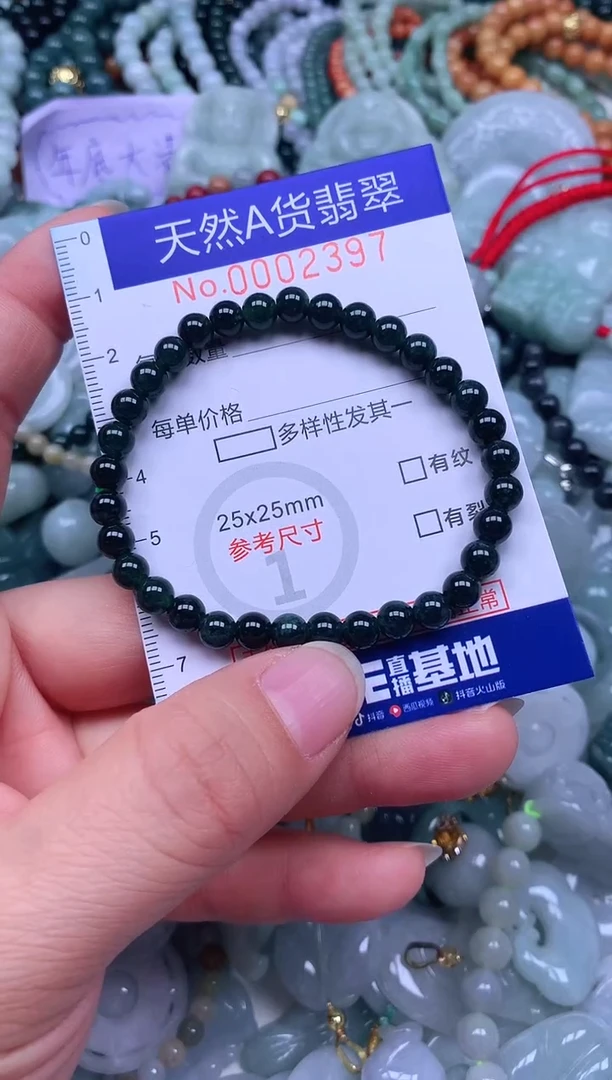 年底大
0
天然A货翡翠
No.0002397
1
2
数量
每单价格
多样性发其一
4
有纹
25x25mm
5
参考尺寸
有裂
1
常
7
直播基地
抖音 西瓜视频 抖音火山版